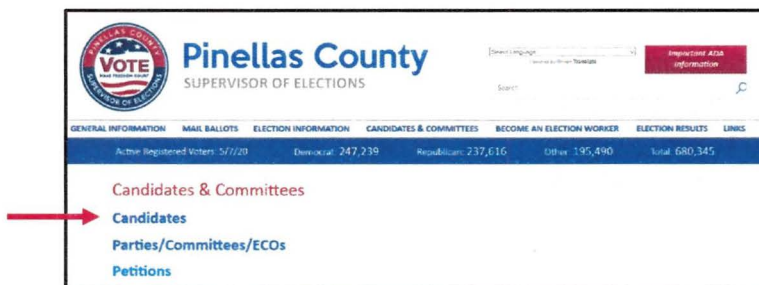 PINELLAS COUNTY
VOTE
MAKE FREEDOM COUNT
SUPERVISOR OF ELECTIONS
Pinellas County
SUPERVISOR OF ELECTIONS
Select Language
Translate
Important ADA
Information
Search
GENERAL INFORMATION MAIL BALLOTS ELECTION INFORMATION CANDIDATES & COMMITTEES BECOME AN ELECTION WORKER ELECTION RESULTS LINKS
Active Registered Voters 5/7/20 Democrat 247,239 Republican 237,616 Other 195,490 Total 680,345
Candidates & Committees
Candidates
Parties/Committees/ECOs
Petitions